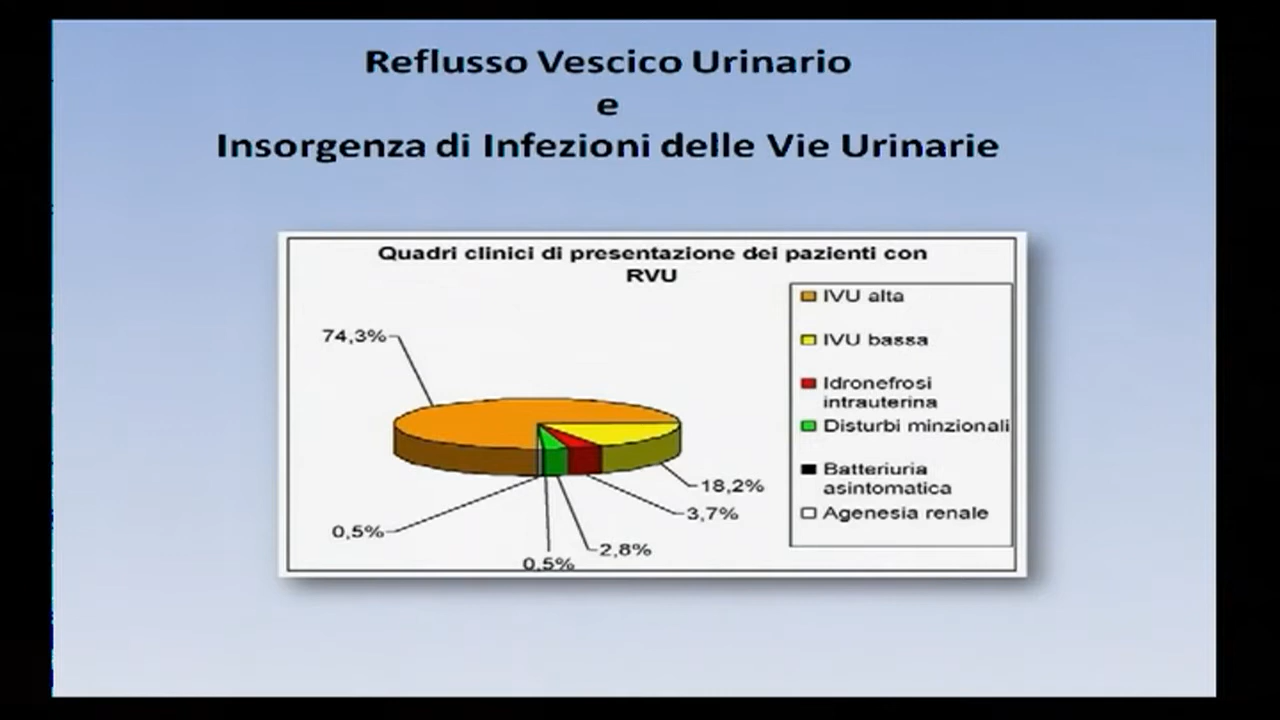 Reflusso Vescico Urinario
e
Insorgenza di Infezioni delle Vie Urinarie
Quadri clinici di presentazione dei pazienti con
RVU
IVU alta
IVU bassa
Idronefrosi
intrauterina
Disturbi minzionali
Batteriuria
asintomatica
Agenesia renale
74,3%
18,2%
3,7%
2,8%
0,5%
0,5%